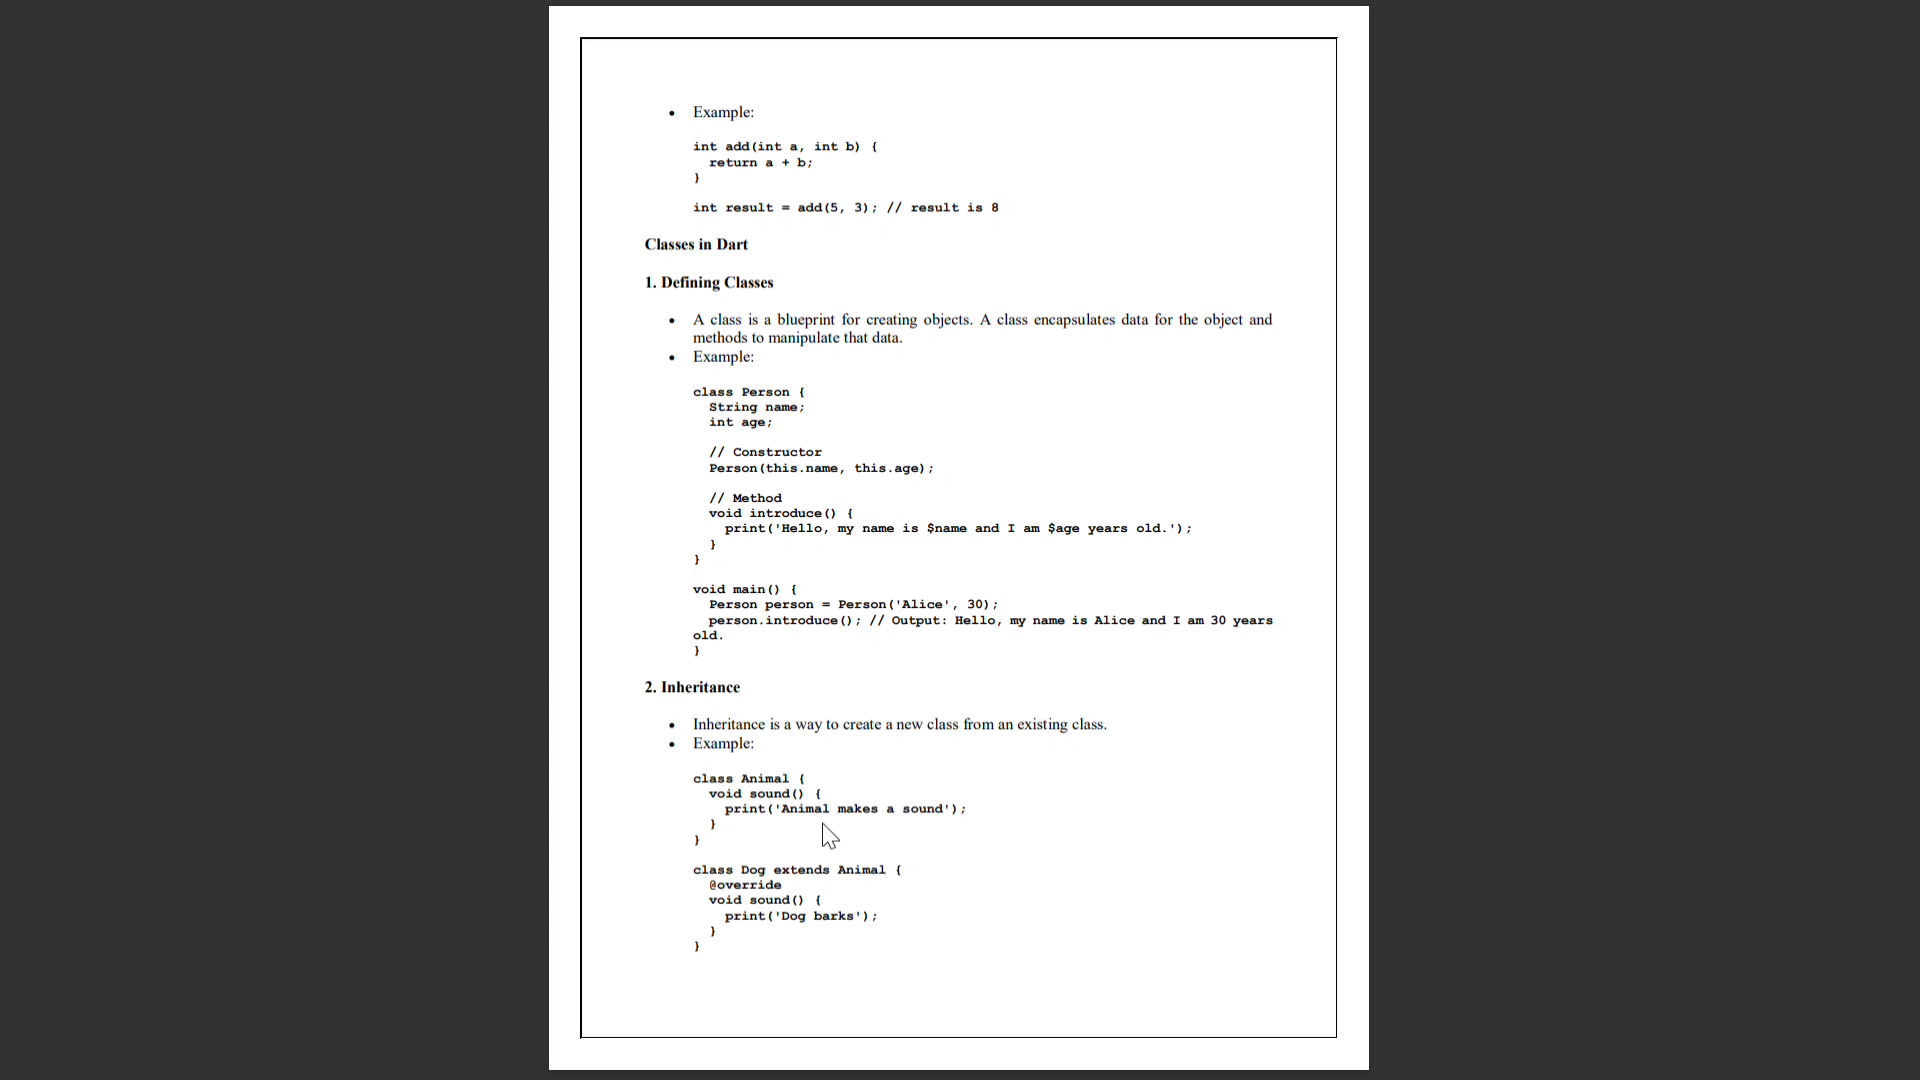 • Example:
int add(int a, int b) {
  return a + b;
}
int result = add(5, 3); // result is 8
Classes in Dart
1. Defining Classes
• A class is a blueprint for creating objects. A class encapsulates data for the object and
methods to manipulate that data.
• Example:
class Person {
  String name;
  int age;
  // Constructor
  Person(this.name, this.age);
  // Method
  void introduce() {
    print('Hello, my name is $name and I am $age years old.');
  }
}
void main() {
  Person person = Person('Alice', 30);
  person.introduce(); // Output: Hello, my name is Alice and I am 30 years
old.
}
2. Inheritance
• Inheritance is a way to create a new class from an existing class.
• Example:
class Animal {
  void sound() {
    print('Animal makes a sound');
  }
}
class Dog extends Animal {
  @override
  void sound() {
    print('Dog barks');
  }
}